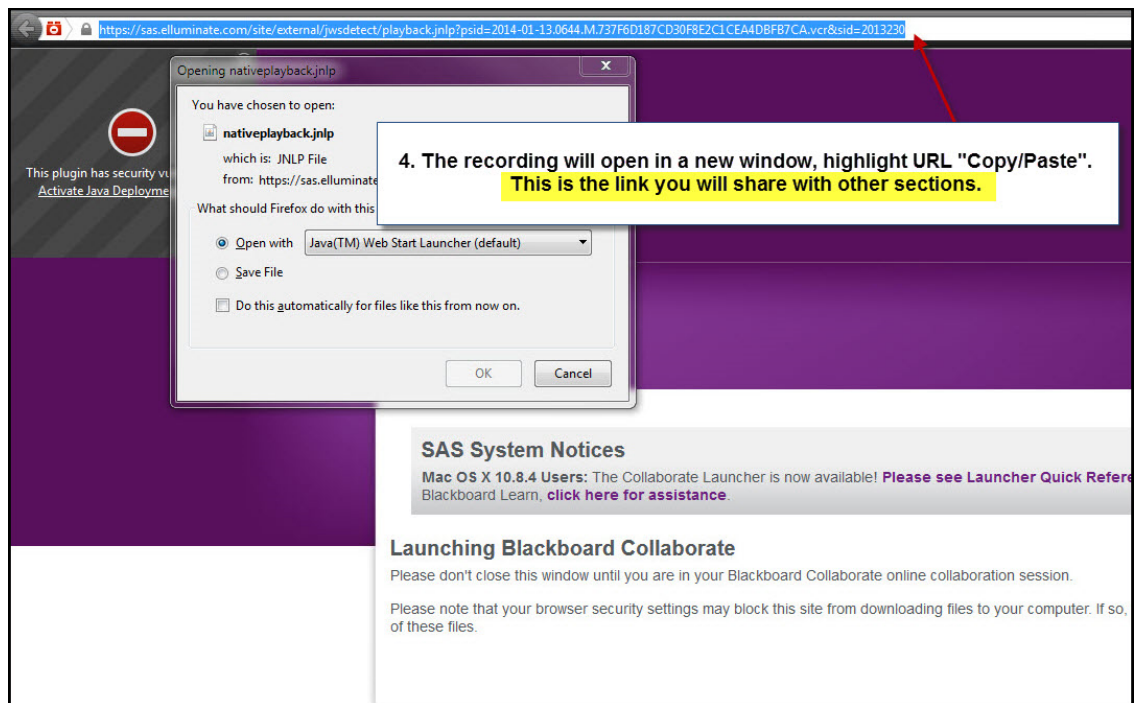 https://sas.elluminate.com/site/external/jwsdetect/playback.jnlp?psid=2014-01-13.0644.M.737F6D187CD30F8E2C1CEA4DBFB7CA.vcr&sid=2013230
Opening nativeplayback.jnlp
You have chosen to open:
nativeplayback.jnlp
which is: JNLP File
from: https://sas.elluminate
What should Firefox do with this
Open with Java(TM) Web Start Launcher (default)
Save File
Do this automatically for files like this from now on.
OK Cancel
This plugin has security vu
Activate Java Deployme
4. The recording will open in a new window, highlight URL "Copy/Paste".
This is the link you will share with other sections.
SAS System Notices
Mac OS X 10.8.4 Users: The Collaborate Launcher is now available! Please see Launcher Quick Refere
Blackboard Learn, click here for assistance.
Launching Blackboard Collaborate
Please don't close this window until you are in your Blackboard Collaborate online collaboration session.
Please note that your browser security settings may block this site from downloading files to your computer. If so,
of these files.